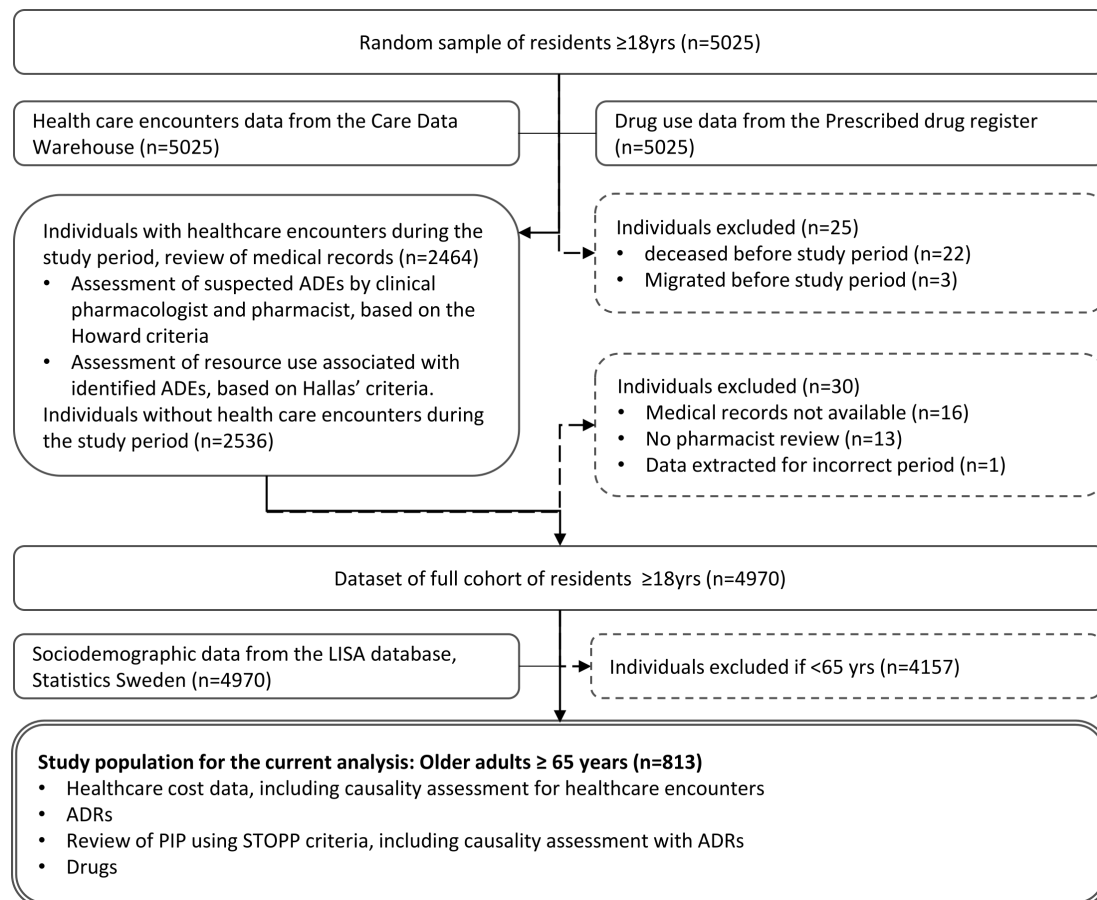 Random sample of residents ≥18yrs (n=5025)
Health care encounters data from the Care Data
Warehouse (n=5025)
Drug use data from the Prescribed drug register
(n=5025)
Individuals with healthcare encounters during the
study period, review of medical records (n=2464)
• Assessment of suspected ADEs by clinical
pharmacologist and pharmacist, based on the
Howard criteria
• Assessment of resource use associated with
identified ADEs, based on Hallas’ criteria.
Individuals without health care encounters during
the study period (n=2536)
Individuals excluded (n=25)
• deceased before study period (n=22)
• Migrated before study period (n=3)
Individuals excluded (n=30)
• Medical records not available (n=16)
• No pharmacist review (n=13)
• Data extracted for incorrect period (n=1)
Dataset of full cohort of residents ≥18yrs (n=4970)
Sociodemographic data from the LISA database,
Statistics Sweden (n=4970)
Individuals excluded if <65 yrs (n=4157)
Study population for the current analysis: Older adults ≥ 65 years (n=813)
• Healthcare cost data, including causality assessment for healthcare encounters
• ADRs
• Review of PIP using STOPP criteria, including causality assessment with ADRs
• Drugs